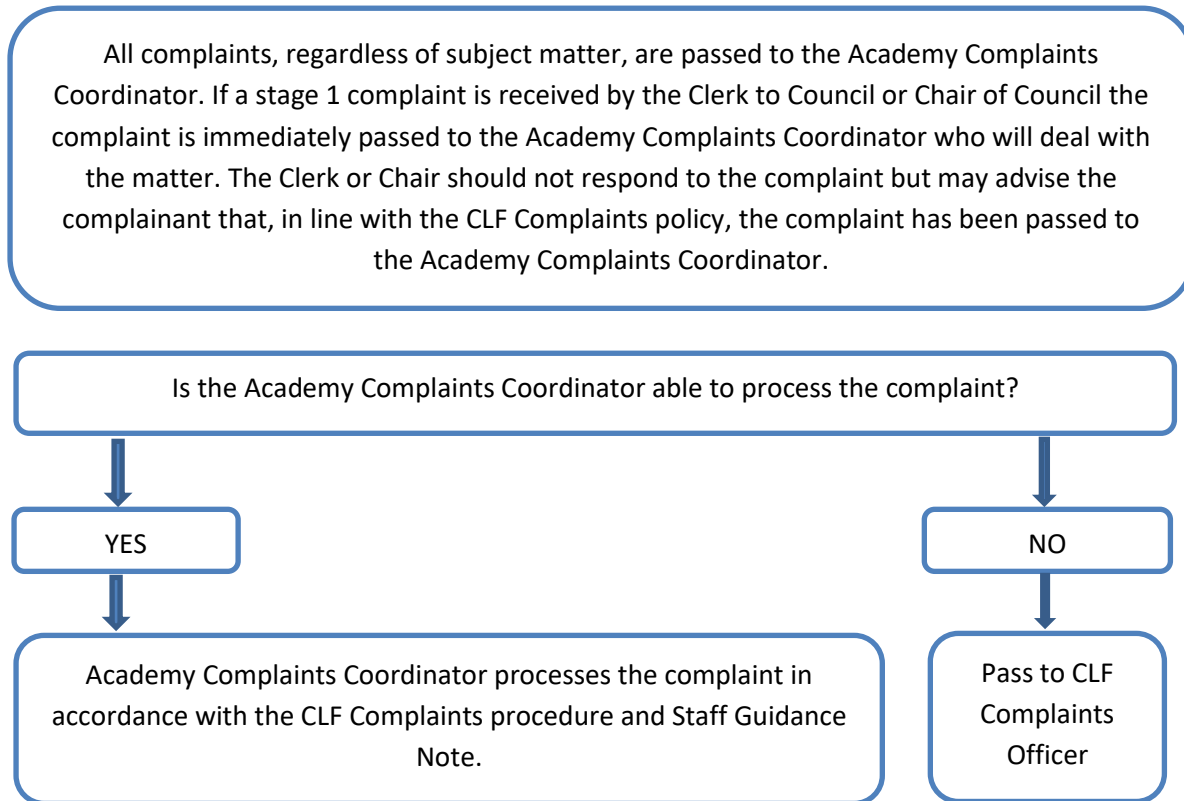 All complaints, regardless of subject matter, are passed to the Academy Complaints
Coordinator. If a stage 1 complaint is received by the Clerk to Council or Chair of Council the
complaint is immediately passed to the Academy Complaints Coordinator who will deal with
the matter. The Clerk or Chair should not respond to the complaint but may advise the
complainant that, in line with the CLF Complaints policy, the complaint has been passed to
the Academy Complaints Coordinator.
Is the Academy Complaints Coordinator able to process the complaint?
YES
NO
Academy Complaints Coordinator processes the complaint in
accordance with the CLF Complaints procedure and Staff Guidance
Note.
Pass to CLF
Complaints
Officer